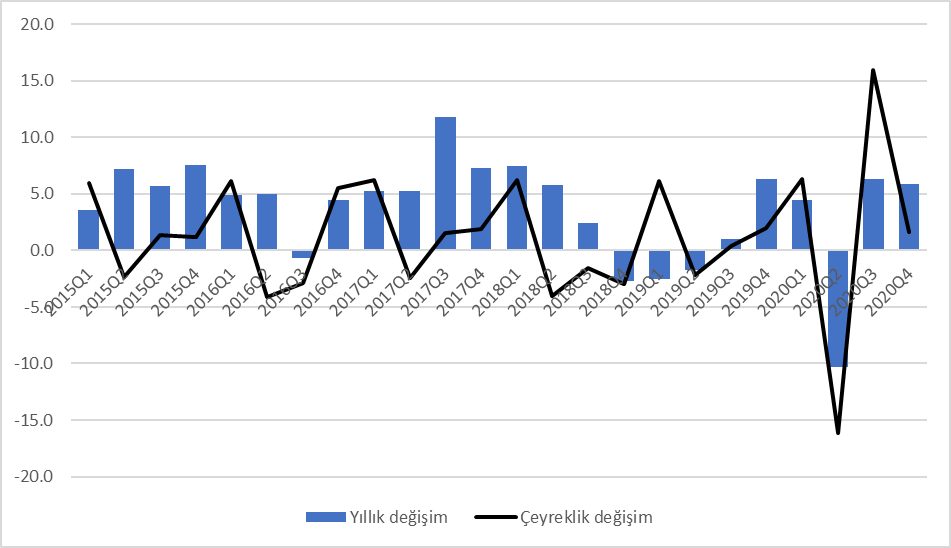 20.0
15.0
10.0
5.0
0.0
-5.0
-10.0
-15.0
-20.0
2015Q1
2015Q2
2015Q3
2015Q4
2016Q1
2016Q2
2016Q3
2016Q4
2017Q1
2017Q2
2017Q3
2017Q4
2018Q1
2018Q2
2018Q3
2018Q4
2019Q1
2019Q2
2019Q3
2019Q4
2020Q1
2020Q2
2020Q3
2020Q4
Yıllık değişim Çeyreklik değişim